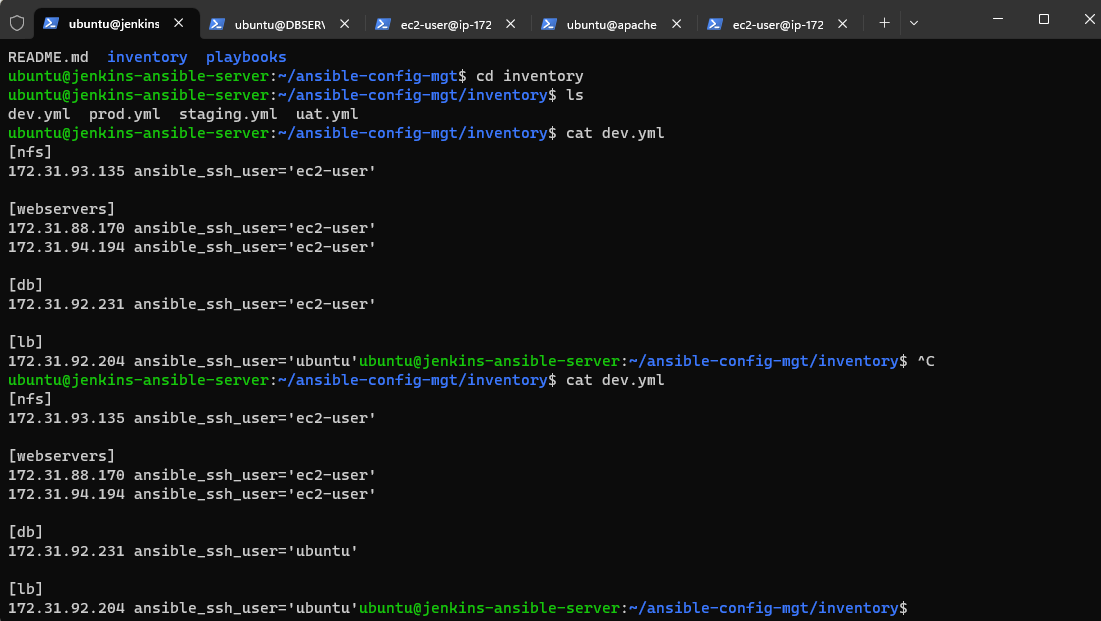 ubuntu@jenkins
ubuntu@DBSERV
ec2-user@ip-172
ubuntu@apache
ec2-user@ip-172
README.md  inventory  playbooks
ubuntu@jenkins-ansible-server:~/ansible-config-mgt$ cd inventory
ubuntu@jenkins-ansible-server:~/ansible-config-mgt/inventory$ ls
dev.yml  prod.yml  staging.yml  uat.yml
ubuntu@jenkins-ansible-server:~/ansible-config-mgt/inventory$ cat dev.yml
[nfs]
172.31.93.135 ansible_ssh_user='ec2-user'
[webservers]
172.31.88.170 ansible_ssh_user='ec2-user'
172.31.94.194 ansible_ssh_user='ec2-user'
[db]
172.31.92.231 ansible_ssh_user='ec2-user'
[lb]
172.31.92.204 ansible_ssh_user='ubuntu'ubuntu@jenkins-ansible-server:~/ansible-config-mgt/inventory$ ^C
ubuntu@jenkins-ansible-server:~/ansible-config-mgt/inventory$ cat dev.yml
[nfs]
172.31.93.135 ansible_ssh_user='ec2-user'
[webservers]
172.31.88.170 ansible_ssh_user='ec2-user'
172.31.94.194 ansible_ssh_user='ec2-user'
[db]
172.31.92.231 ansible_ssh_user='ubuntu'
[lb]
172.31.92.204 ansible_ssh_user='ubuntu'ubuntu@jenkins-ansible-server:~/ansible-config-mgt/inventory$